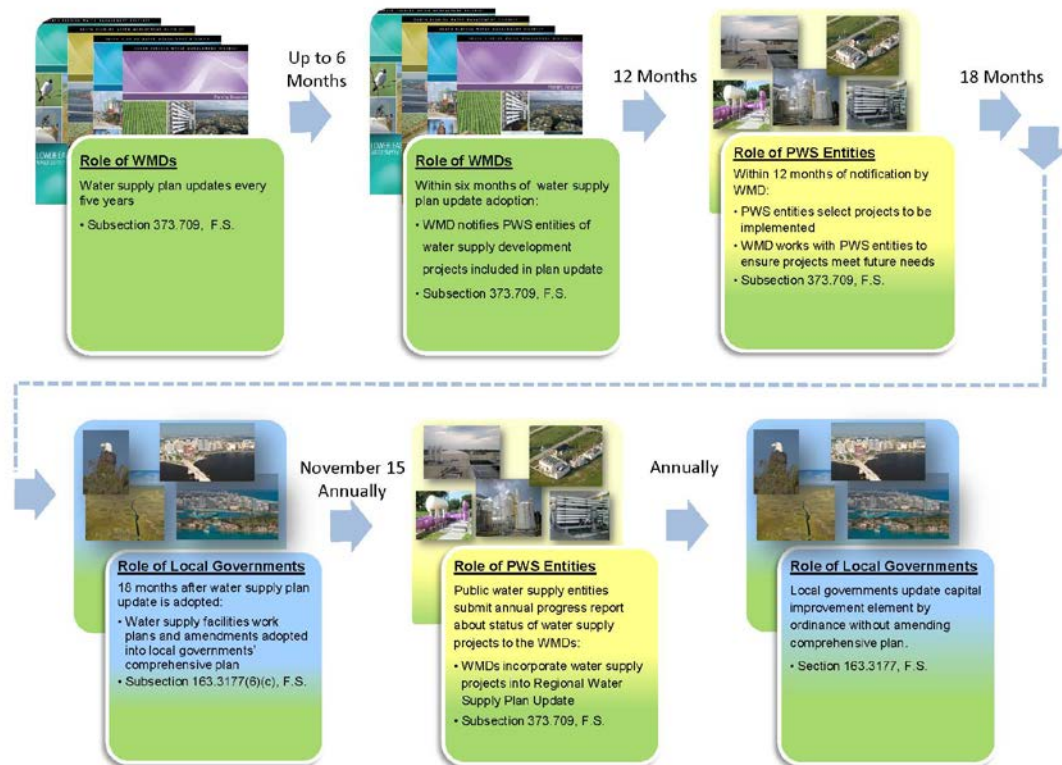 Up to 6
Months
12 Months
18 Months
Role of WMDs
Water supply plan updates every
five years
• Subsection 373.709, F.S.
Role of WMDs
Within six months of water supply
plan update adoption:
• WMD notifies PWS entities of
water supply development
projects included in plan update
• Subsection 373.709, F.S.
Role of PWS Entities
Within 12 months of notification by
WMD:
• PWS entities select projects to be
implemented
• WMD works with PWS entities to
ensure projects meet future needs
• Subsection 373.709, F.S.
November 15
Annually
Annually
Role of Local Governments
18 months after water supply plan
update is adopted:
• Water supply facilities work
plans and amendments adopted
into local governments'
comprehensive plan
• Subsection 163.3177(6)(c), F.S.
Role of PWS Entities
Public water supply entities
submit annual progress report
about status of water supply
projects to the WMDs:
• WMDs incorporate water supply
projects into Regional Water
Supply Plan Update
• Subsection 373.709, F.S.
Role of Local Governments
Local governments update capital
improvement element by
ordinance without amending
comprehensive plan.
• Section 163.3177, F.S.